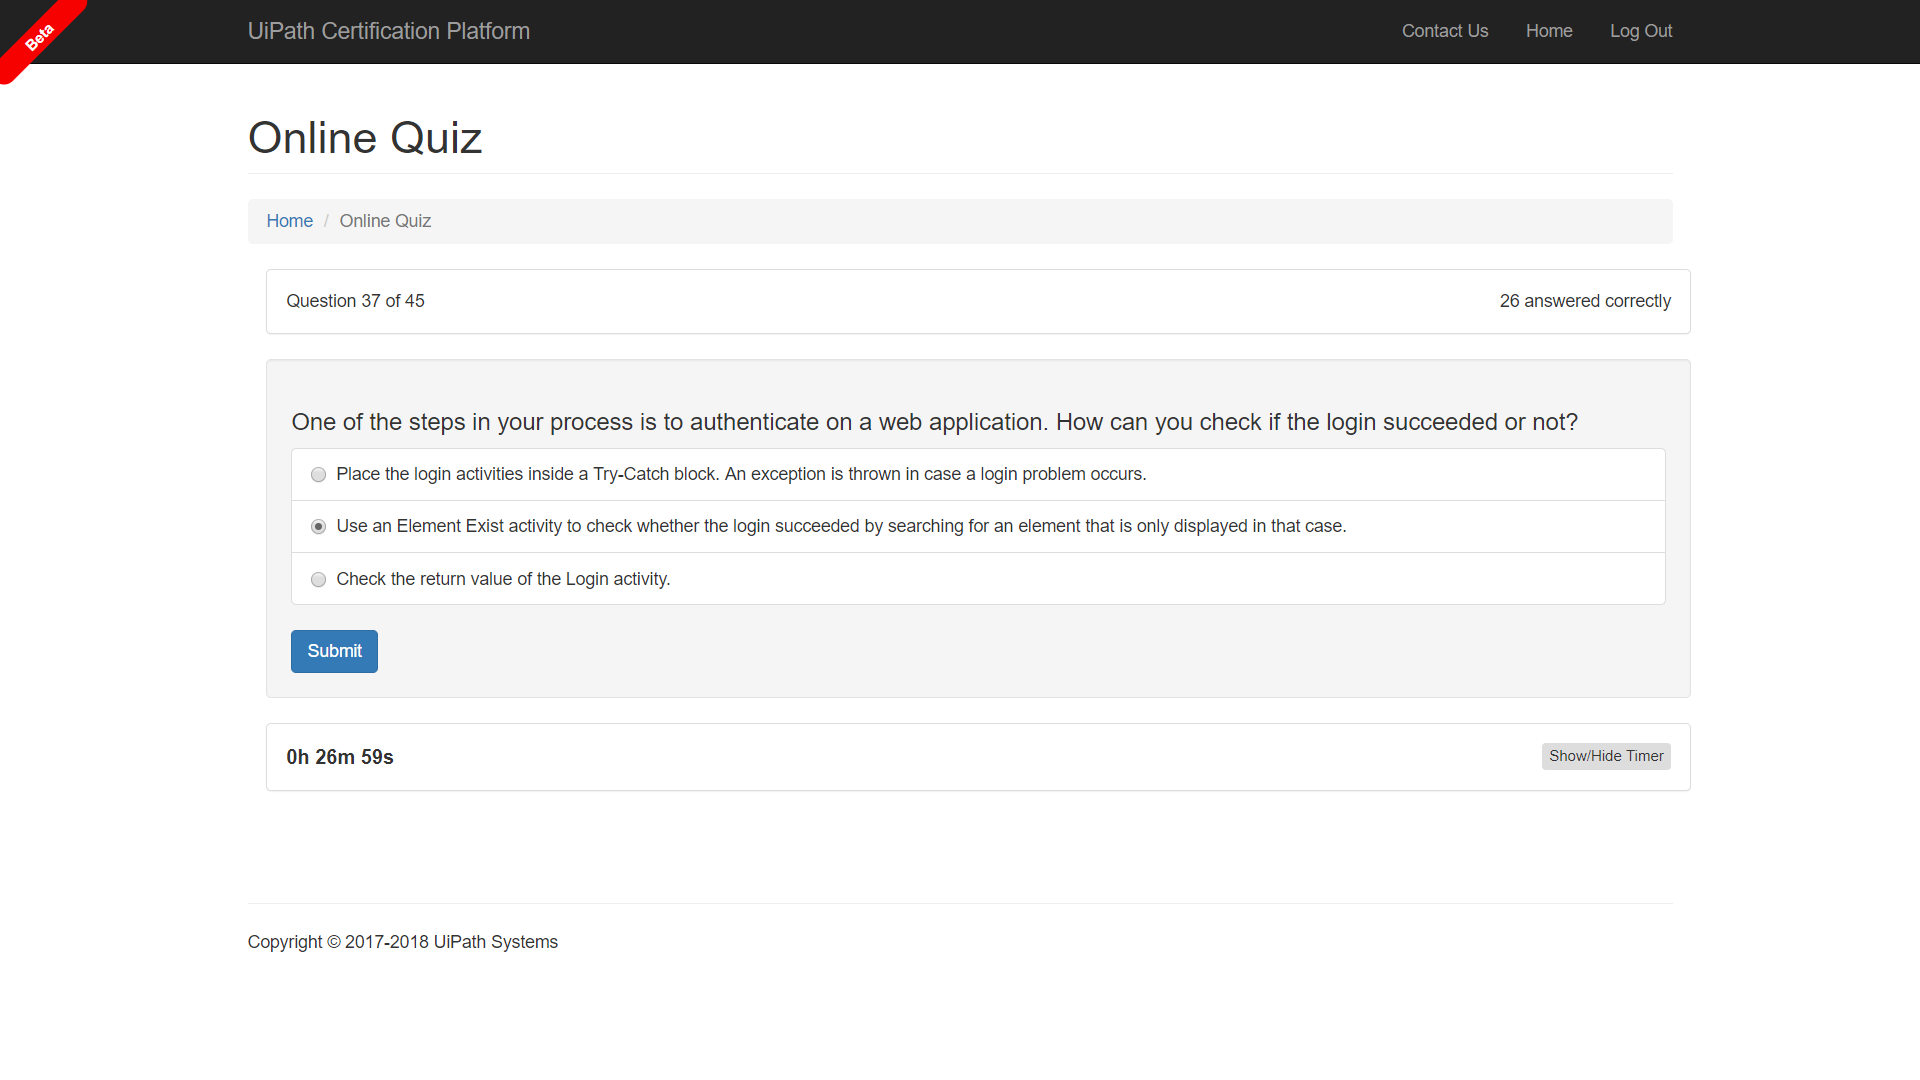 Beta
UiPath Certification Platform
Contact Us
Home
Log Out
Online Quiz
Home / Online Quiz
Question 37 of 45
26 answered correctly
One of the steps in your process is to authenticate on a web application. How can you check if the login succeeded or not?
Place the login activities inside a Try-Catch block. An exception is thrown in case a login problem occurs.
Use an Element Exist activity to check whether the login succeeded by searching for an element that is only displayed in that case.
Check the return value of the Login activity.
Submit
0h 26m 59s
Show/Hide Timer
Copyright © 2017-2018 UiPath Systems